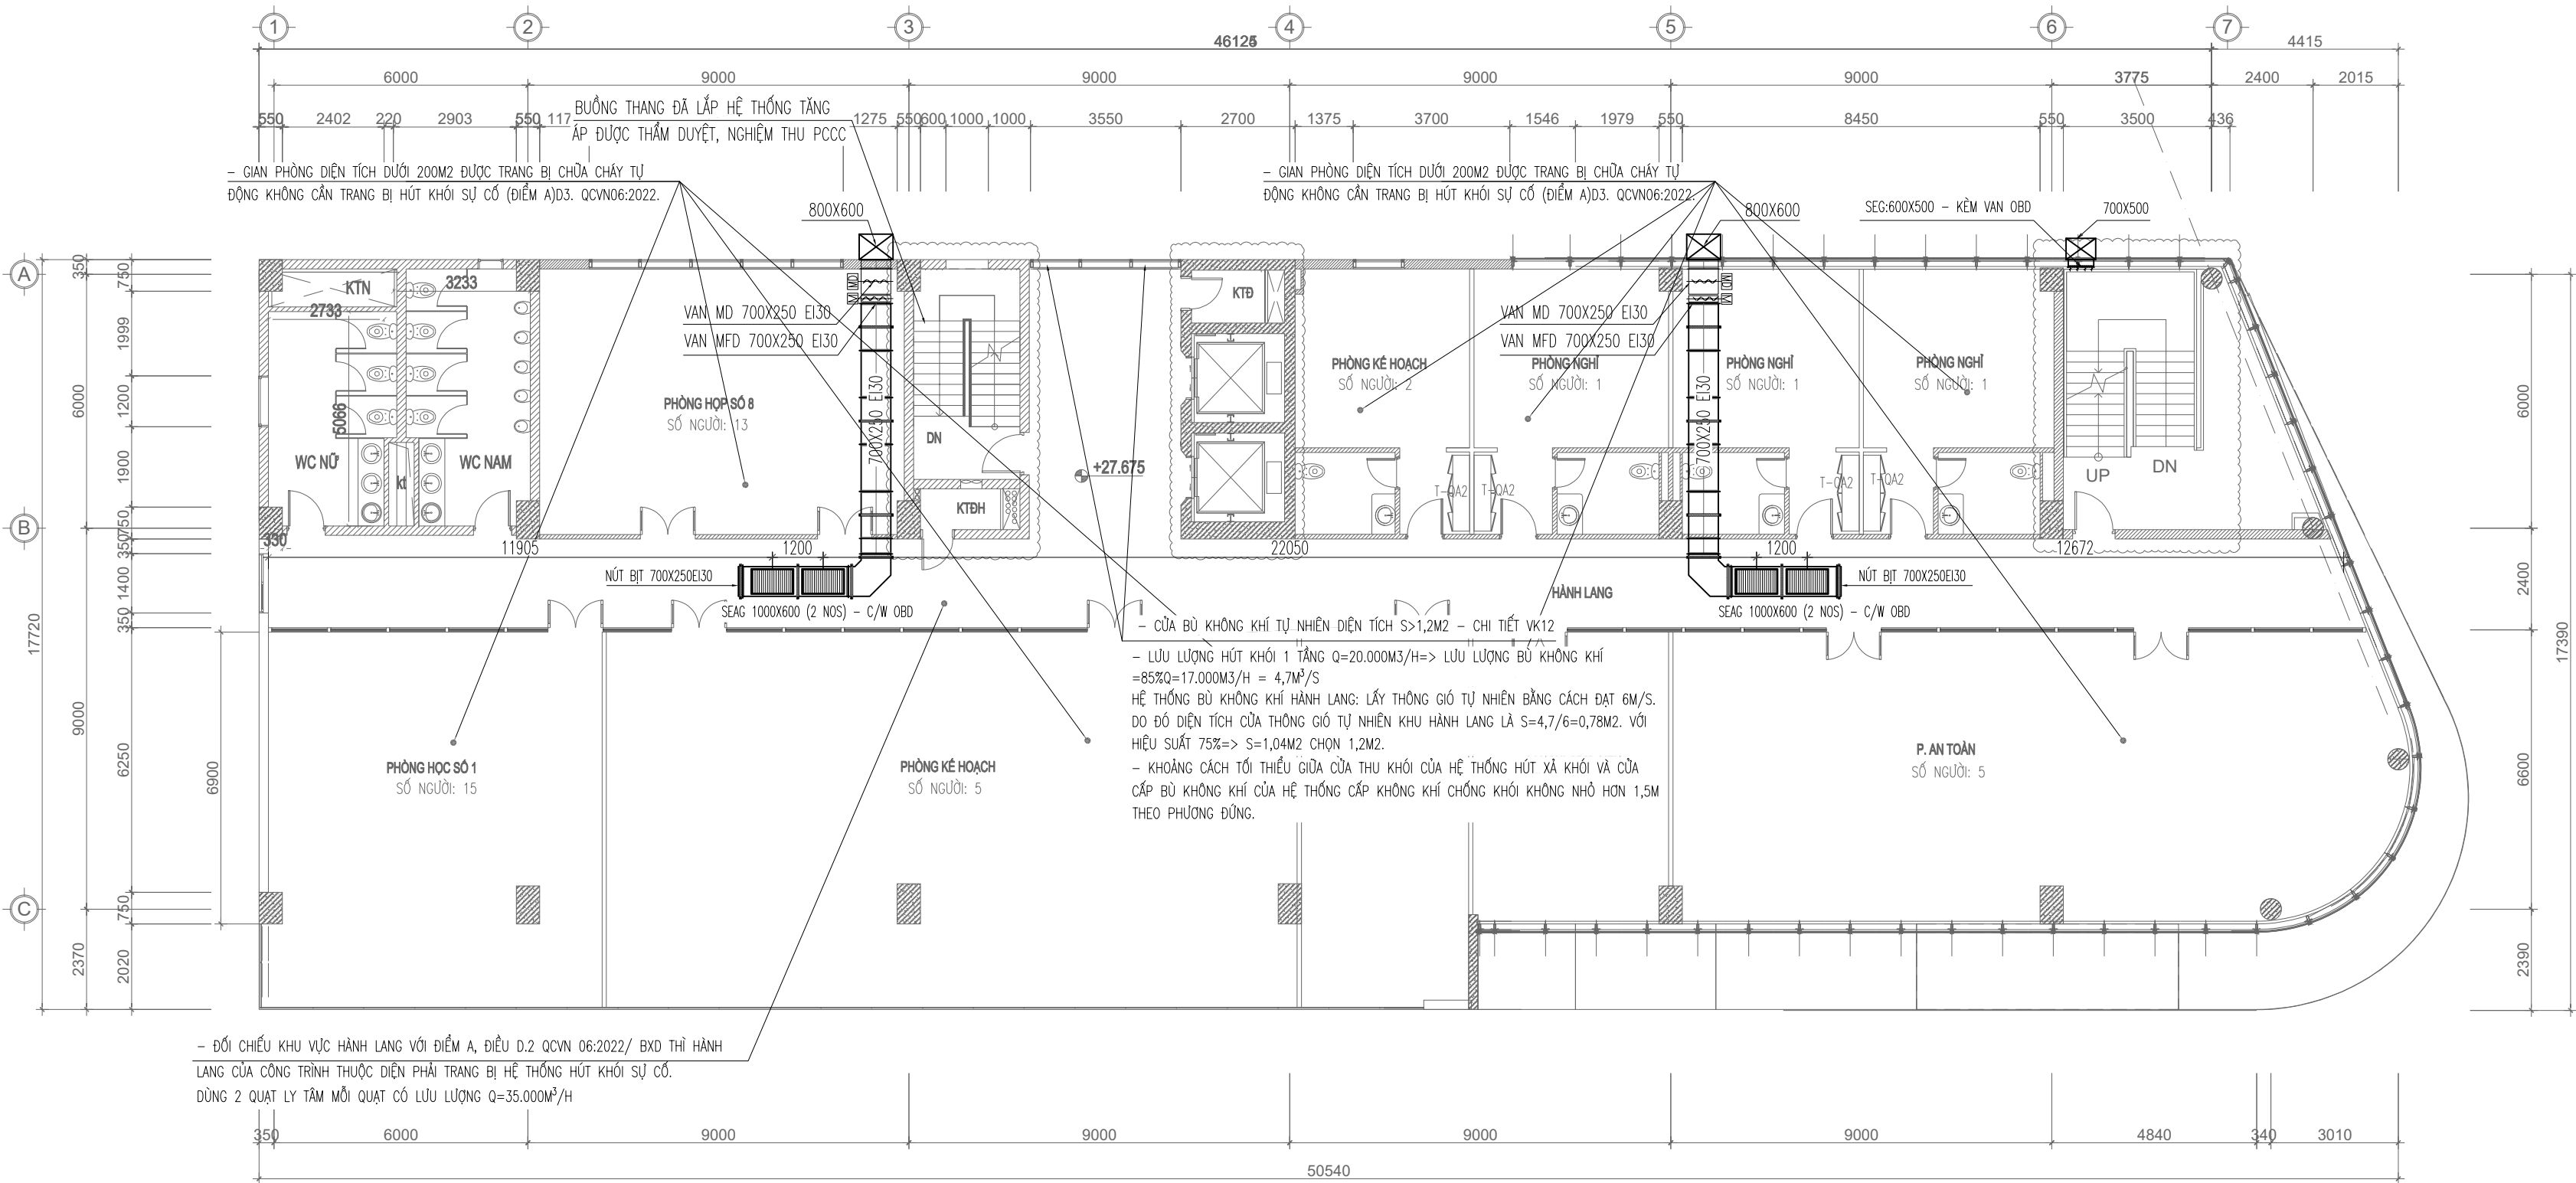 1 2 3 4 5 6 7
4415
6000 9000 9000 9000 9000 3775 2400 2015
550 2402 220 2903 550 117 1275 550 600 1000 1000 3550 2700 1375 3700 1546 1979 550 8450 550 3500 436
BUỒNG THANG ĐÃ LẮP HỆ THỐNG TĂNG
ÁP ĐƯỢC THẨM DUYỆT, NGHIỆM THU PCCC
- GIAN PHÒNG DIỆN TÍCH DƯỚI 200M2 ĐƯỢC TRANG BỊ CHỮA CHÁY TỰ
ĐỘNG KHÔNG CẦN TRANG BỊ HÚT KHÓI SỰ CỐ (ĐIỂM A)D3. QCVN06:2022.
- GIAN PHÒNG DIỆN TÍCH DƯỚI 200M2 ĐƯỢC TRANG BỊ CHỮA CHÁY TỰ
ĐỘNG KHÔNG CẦN TRANG BỊ HÚT KHÓI SỰ CỐ (ĐIỂM A)D3. QCVN06:2022.
800X600
800X600
SEG:600X500 - KÈM VAN OBD
700X500
A
B
C
350
750
1999
1200
1900
750
350
1400
350
6250
750
2020
6000
9000
2370
17720
6900
KTN
3233
2733
5066
WC NỮ
kt
WC NAM
330
VAN MD 700X250 EI30
VAN MFD 700X250 EI30
MD
700X250 EI30
PHÒNG HỌP SỐ 8
SỐ NGƯỜI: 13
DN
KTĐH
+27.675
KTĐ
PHÒNG KẾ HOẠCH
SỐ NGƯỜI: 2
VAN MD 700X250 EI30
VAN MFD 700X250 EI30
MD
700X250 EI30
PHÒNG NGHỈ
SỐ NGƯỜI: 1
PHÒNG NGHỈ
SỐ NGƯỜI: 1
PHÒNG NGHỈ
SỐ NGƯỜI: 1
T-QA2
T-QA2
T-QA2
T-QA2
UP
DN
11905
1200
22050
1200
12672
NÚT BỊT 700X250EI30
SEAG 1000X600 (2 NOS) - C/W OBD
HÀNH LANG
NÚT BỊT 700X250EI30
SEAG 1000X600 (2 NOS) - C/W OBD
- CỬA BÙ KHÔNG KHÍ TỰ NHIÊN DIỆN TÍCH S>1,2M2 - CHI TIẾT VK12
- LƯU LƯỢNG HÚT KHÓI 1 TẦNG Q=20.000M3/H=> LƯU LƯỢNG BÙ KHÔNG KHÍ
=85%Q=17.000M3/H = 4,7M³/S
HỆ THỐNG BÙ KHÔNG KHÍ HÀNH LANG: LẤY THÔNG GIÓ TỰ NHIÊN BẰNG CÁCH ĐẠT 6M/S.
DO ĐÓ DIỆN TÍCH CỬA THÔNG GIÓ TỰ NHIÊN KHU HÀNH LANG LÀ S=4,7/6=0,78M2. VỚI
HIỆU SUẤT 75%=> S=1,04M2 CHỌN 1,2M2.
- KHOẢNG CÁCH TỐI THIỂU GIỮA CỬA THU KHÓI CỦA HỆ THỐNG HÚT XẢ KHÓI VÀ CỬA
CẤP BÙ KHÔNG KHÍ CỦA HỆ THỐNG CẤP KHÔNG KHÍ CHỐNG KHÓI KHÔNG NHỎ HƠN 1,5M
THEO PHƯƠNG ĐỨNG.
PHÒNG HỌC SỐ 1
SỐ NGƯỜI: 15
PHÒNG KẾ HOẠCH
SỐ NGƯỜI: 5
P. AN TOÀN
SỐ NGƯỜI: 5
6000
2400
6600
2390
17390
- ĐỐI CHIẾU KHU VỰC HÀNH LANG VỚI ĐIỂM A, ĐIỀU D.2 QCVN 06:2022/ BXD THÌ HÀNH
LANG CỦA CÔNG TRÌNH THUỘC DIỆN PHẢI TRANG BỊ HỆ THỐNG HÚT KHÓI SỰ CỐ.
DÙNG 2 QUẠT LY TÂM MỖI QUẠT CÓ LƯU LƯỢNG Q=35.000M³/H
350 6000 9000 9000 9000 9000 4840 340 3010
50540